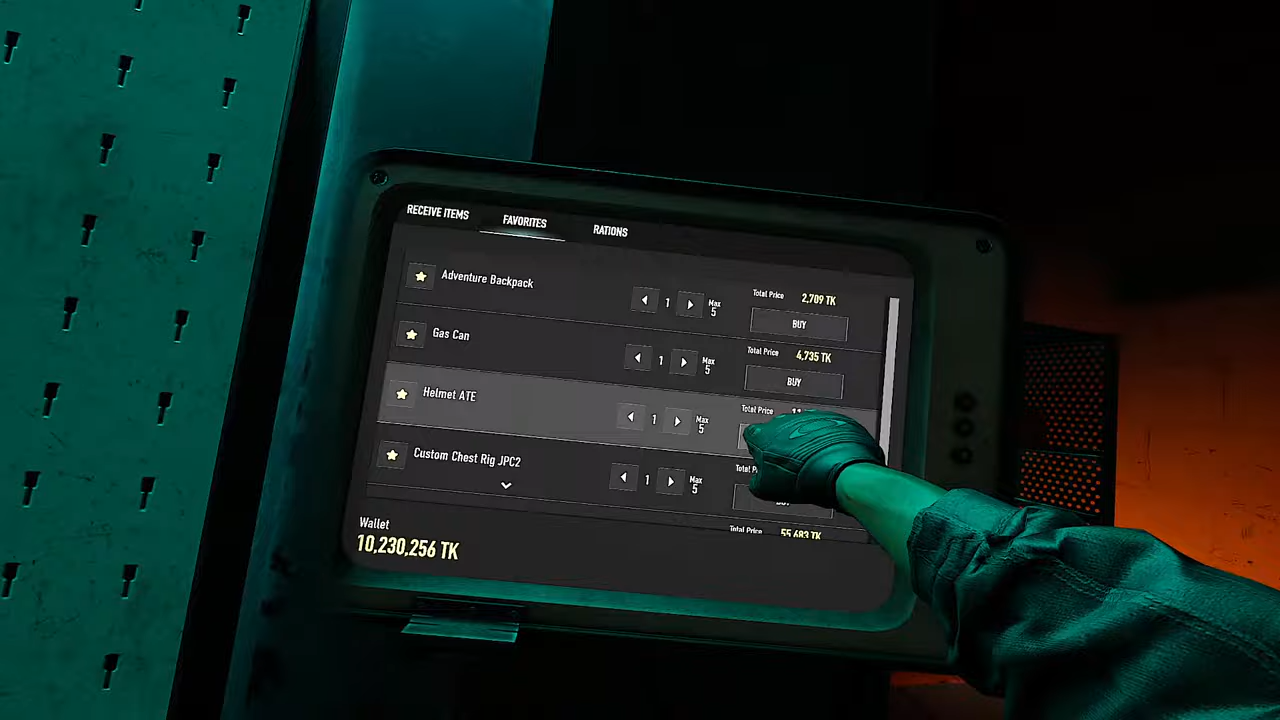 RECEIVE ITEMS FAVORITES RATIONS
Adventure Backpack 1 Max 5 Total Price 2,709 TK
BUY
Gas Can 1 Max 5 Total Price 4,735 TK
BUY
Helmet ATE 1 Max 5 Total Price
Custom Chest Rig JPC2 1 Max 5
Total Price 55,683 TK
Wallet
10,230,256 TK